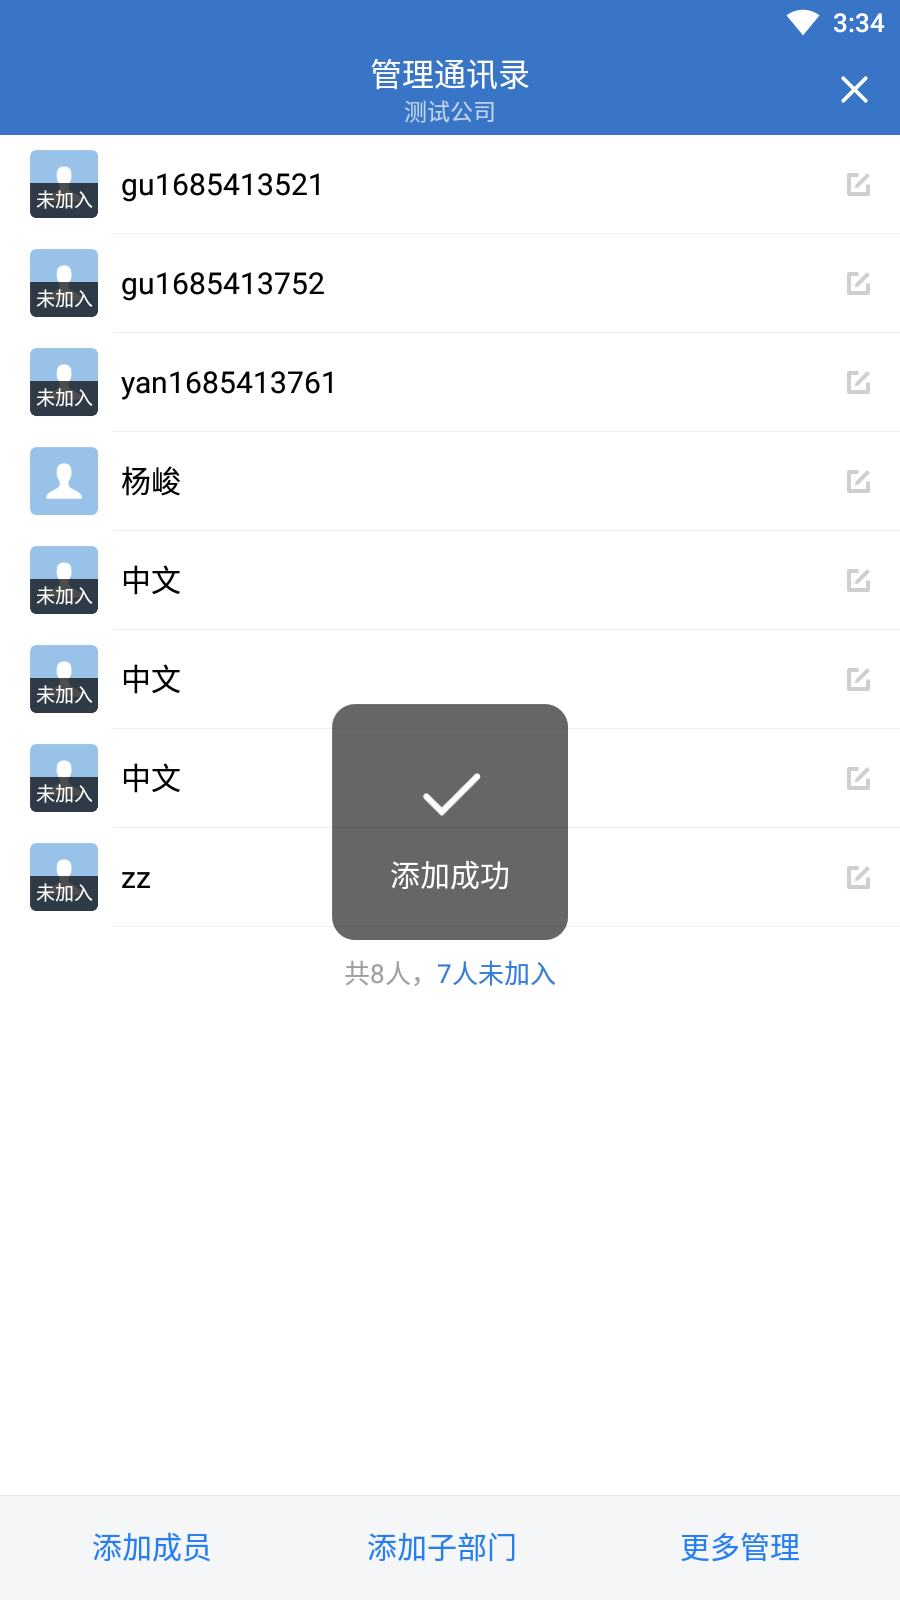 3:34
管理通讯录
测试公司
未加入 gu1685413521
未加入 gu1685413752
未加入 yan1685413761
杨峻
未加入 中文
未加入 中文
未加入 中文
未加入 zz
添加成功
共8人，7人未加入
添加成员 添加子部门 更多管理